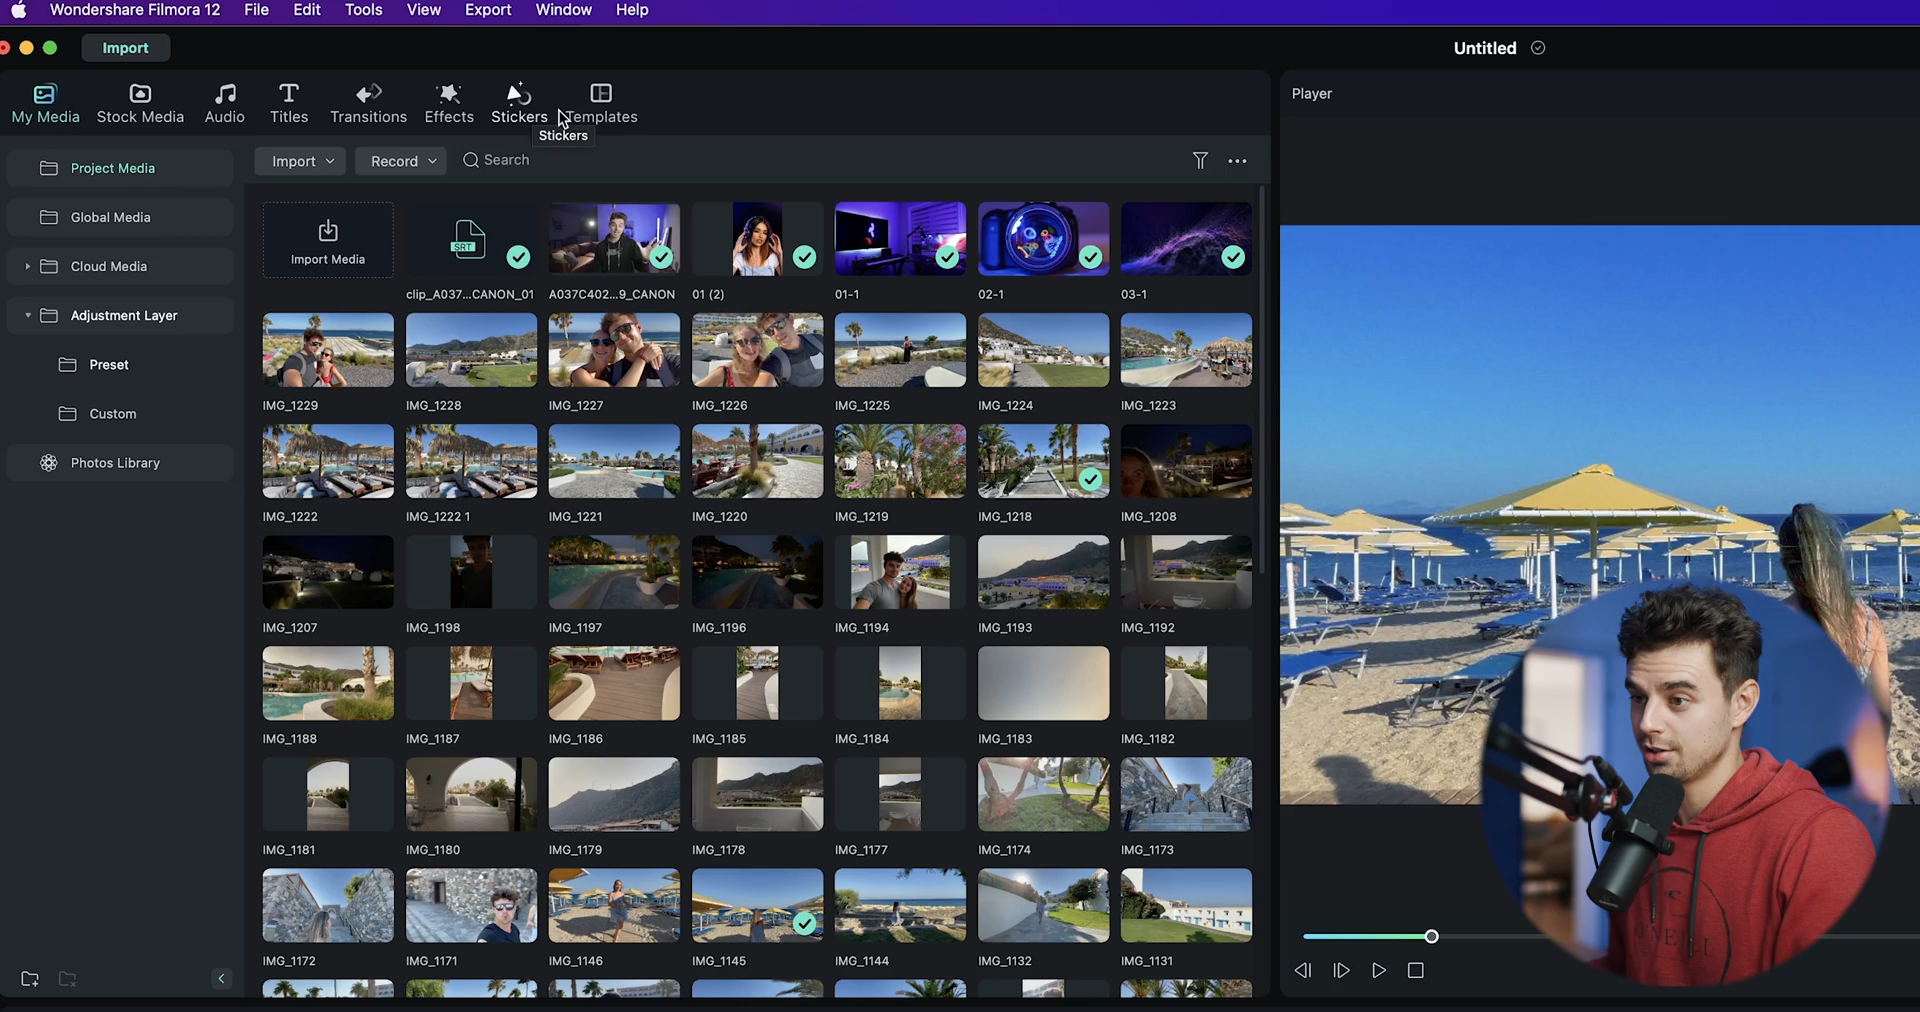 Wondershare Filmora 12 File Edit Tools View Export Window Help
Import
Untitled
My Media Stock Media Audio Titles Transitions Effects Stickers Templates
Stickers
Player
Project Media
Global Media
Cloud Media
Adjustment Layer
Preset
Custom
Photos Library
Import Record Search
Import Media
SRT
clip_A037...CANON_01 A037C402...9_CANON 01 (2) 01-1 02-1 03-1
IMG_1229 IMG_1228 IMG_1227 IMG_1226 IMG_1225 IMG_1224 IMG_1223
IMG_1222 IMG_1222 1 IMG_1221 IMG_1220 IMG_1219 IMG_1218 IMG_1208
IMG_1207 IMG_1198 IMG_1197 IMG_1196 IMG_1194 IMG_1193 IMG_1192
IMG_1188 IMG_1187 IMG_1186 IMG_1185 IMG_1184 IMG_1183 IMG_1182
IMG_1181 IMG_1180 IMG_1179 IMG_1178 IMG_1177 IMG_1174 IMG_1173
IMG_1172 IMG_1171 IMG_1146 IMG_1145 IMG_1144 IMG_1132 IMG_1131